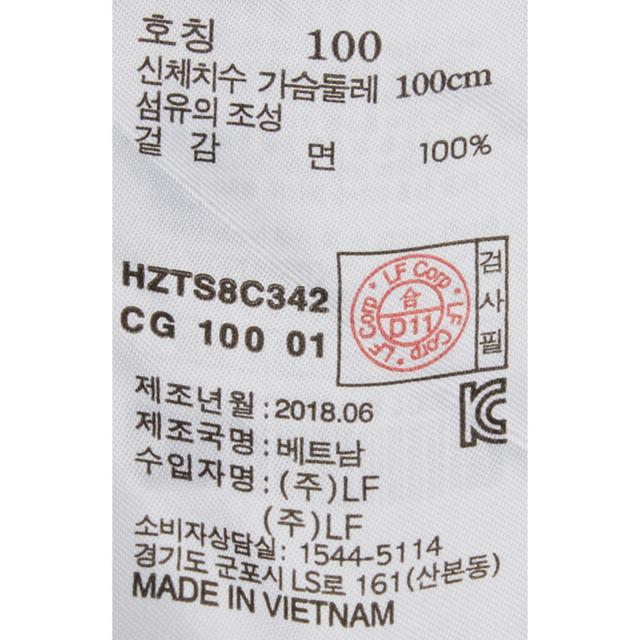 호칭 100
신체치수 가슴둘레 100cm
섬유의 조성
겉 감 면 100%
HZTS8C342
CG 100 01
LF Corp · LF Corp · LF Corp ·
合
D11
검사필
제조년월 : 2018.06
제조국명 : 베트남
수입자명 : (주)LF
(주)LF
소비자상담실: 1544-5114
경기도 군포시 LS로 161(산본동)
MADE IN VIETNAM